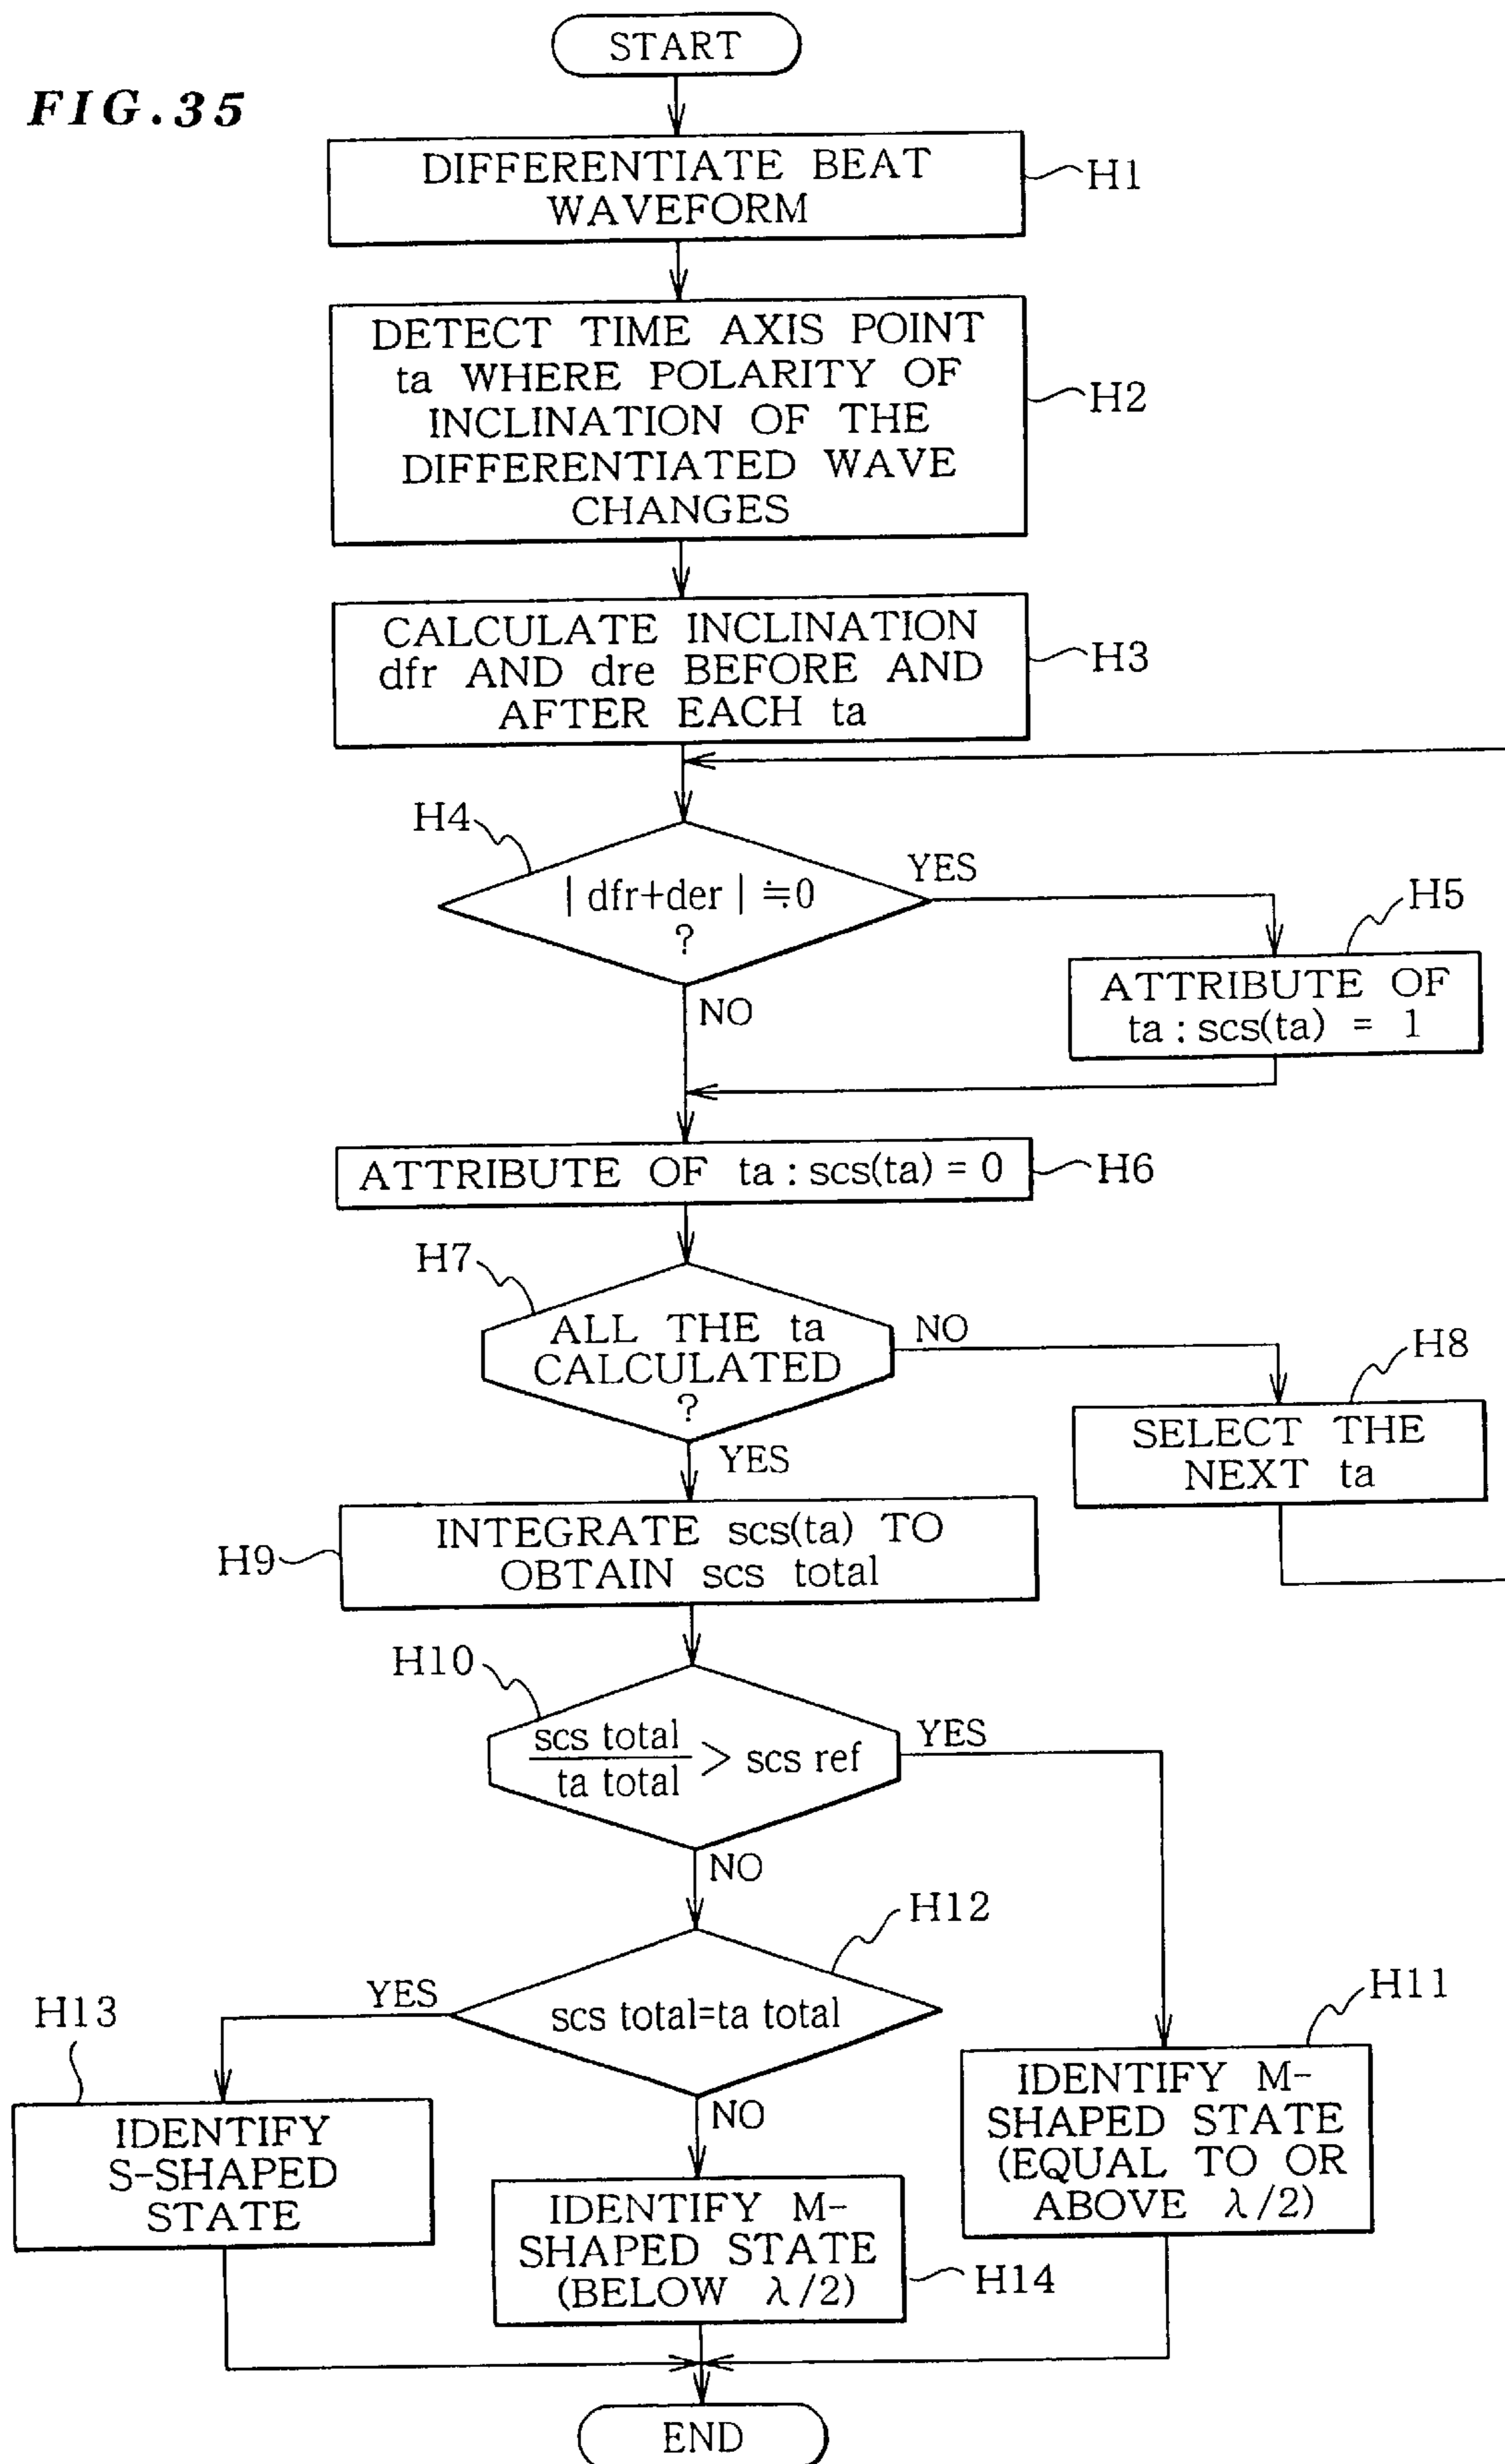 START
FIG.35
DIFFERENTIATE BEAT
WAVEFORM
H1
DETECT TIME AXIS POINT
ta WHERE POLARITY OF
INCLINATION OF THE
DIFFERENTIATED WAVE
CHANGES
H2
CALCULATE INCLINATION
dfr AND dre BEFORE AND
AFTER EACH ta
H3
H4
| dfr+der | ≒0
?
YES
NO
H5
ATTRIBUTE OF
ta : scs(ta) = 1
ATTRIBUTE OF ta : scs(ta) = 0
H6
H7
ALL THE ta
CALCULATED
?
NO
YES
H8
SELECT THE
NEXT ta
H9
INTEGRATE scs(ta) TO
OBTAIN scs total
H10
scs total
ta total
> scs ref
YES
NO
H12
scs total=ta total
YES
NO
H13
IDENTIFY
S-SHAPED
STATE
IDENTIFY M-
SHAPED STATE
(BELOW λ/2)
H14
H11
IDENTIFY M-
SHAPED STATE
(EQUAL TO OR
ABOVE λ/2)
END